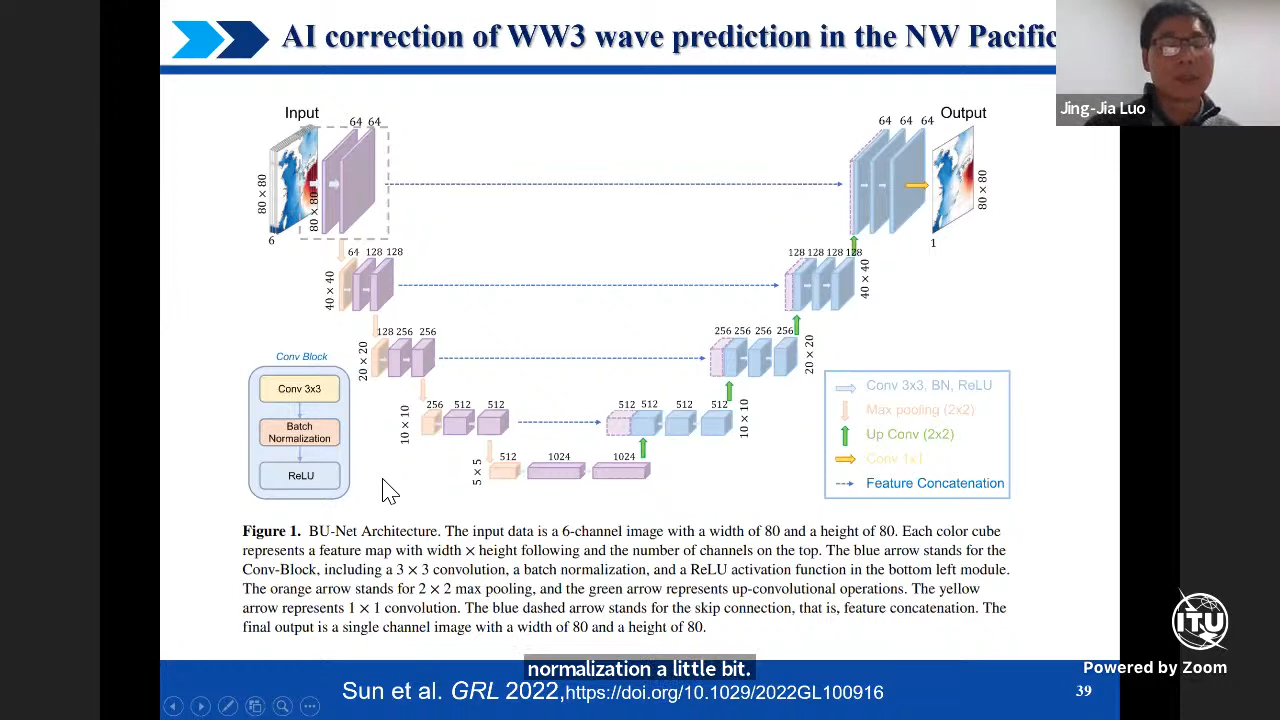 AI correction of WW3 wave prediction in the NW Pacific
Jing-Jia Luo
Input
64 64
80 × 80
80 × 80
6
64 64 64
Output
80 × 80
1
64 128 128
40 × 40
128 128 128 128
40 × 40
128 256 256
20 × 20
256 256 256 256
20 × 20
256 512 512
10 × 10
512 512 512 512
10 × 10
512 1024 1024
5 × 5
Conv Block
Conv 3x3
Batch
Normalization
ReLU
Conv 3x3, BN, ReLU
Max pooling (2x2)
Up Conv (2x2)
Conv 1x1
Feature Concatenation
Figure 1. BU-Net Architecture. The input data is a 6-channel image with a width of 80 and a height of 80. Each color cube
represents a feature map with width × height following and the number of channels on the top. The blue arrow stands for the
Conv-Block, including a 3 × 3 convolution, a batch normalization, and a ReLU activation function in the bottom left module.
The orange arrow stands for 2 × 2 max pooling, and the green arrow represents up-convolutional operations. The yellow
arrow represents 1 × 1 convolution. The blue dashed arrow stands for the skip connection, that is, feature concatenation. The
final output is a single channel image with a width of 80 and a height of 80.
ITU
normalization a little bit.
Powered by Zoom
Sun et al. GRL 2022,https://doi.org/10.1029/2022GL100916
39